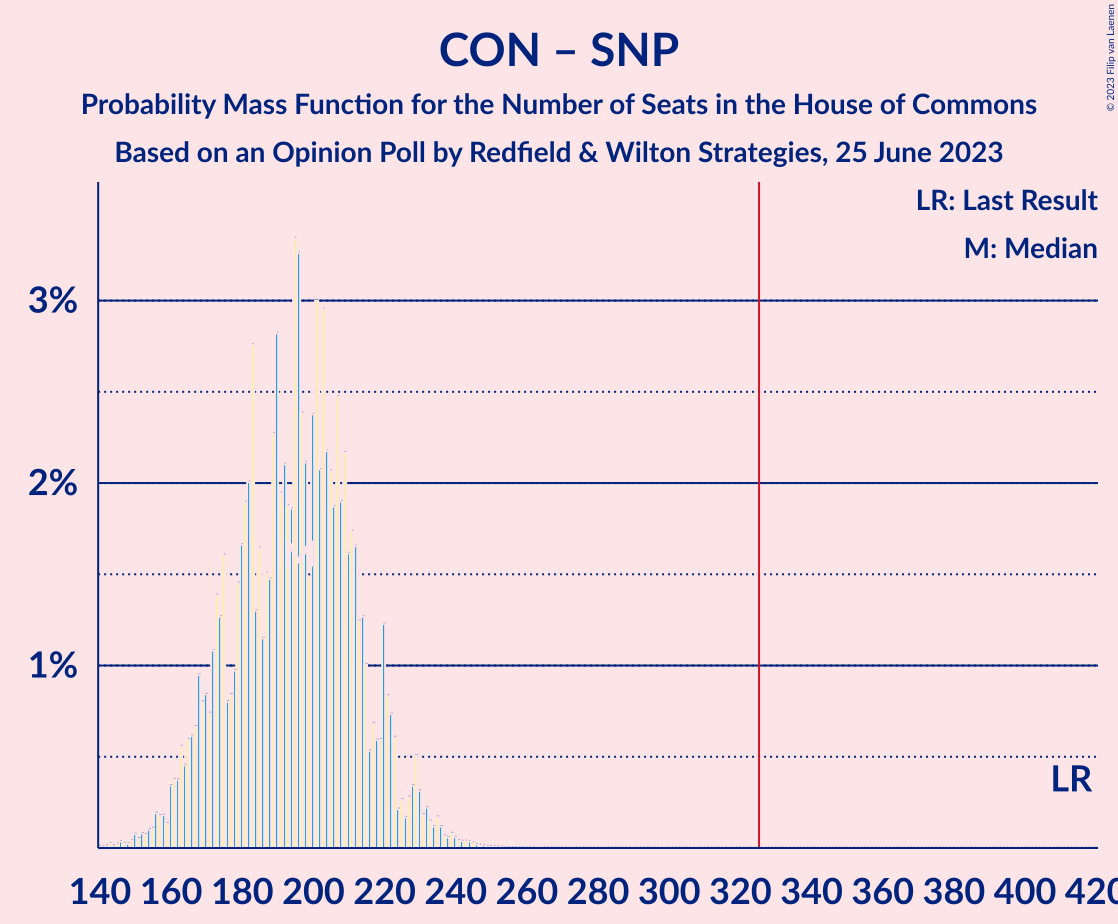 CON – SNP
Probability Mass Function for the Number of Seats in the House of Commons
Based on an Opinion Poll by Redfield & Wilton Strategies, 25 June 2023
© 2023 Filip van Laenen
LR: Last Result
M: Median
3%
2%
1%
LR
140 160 180 200 220 240 260 280 300 320 340 360 380 400 420